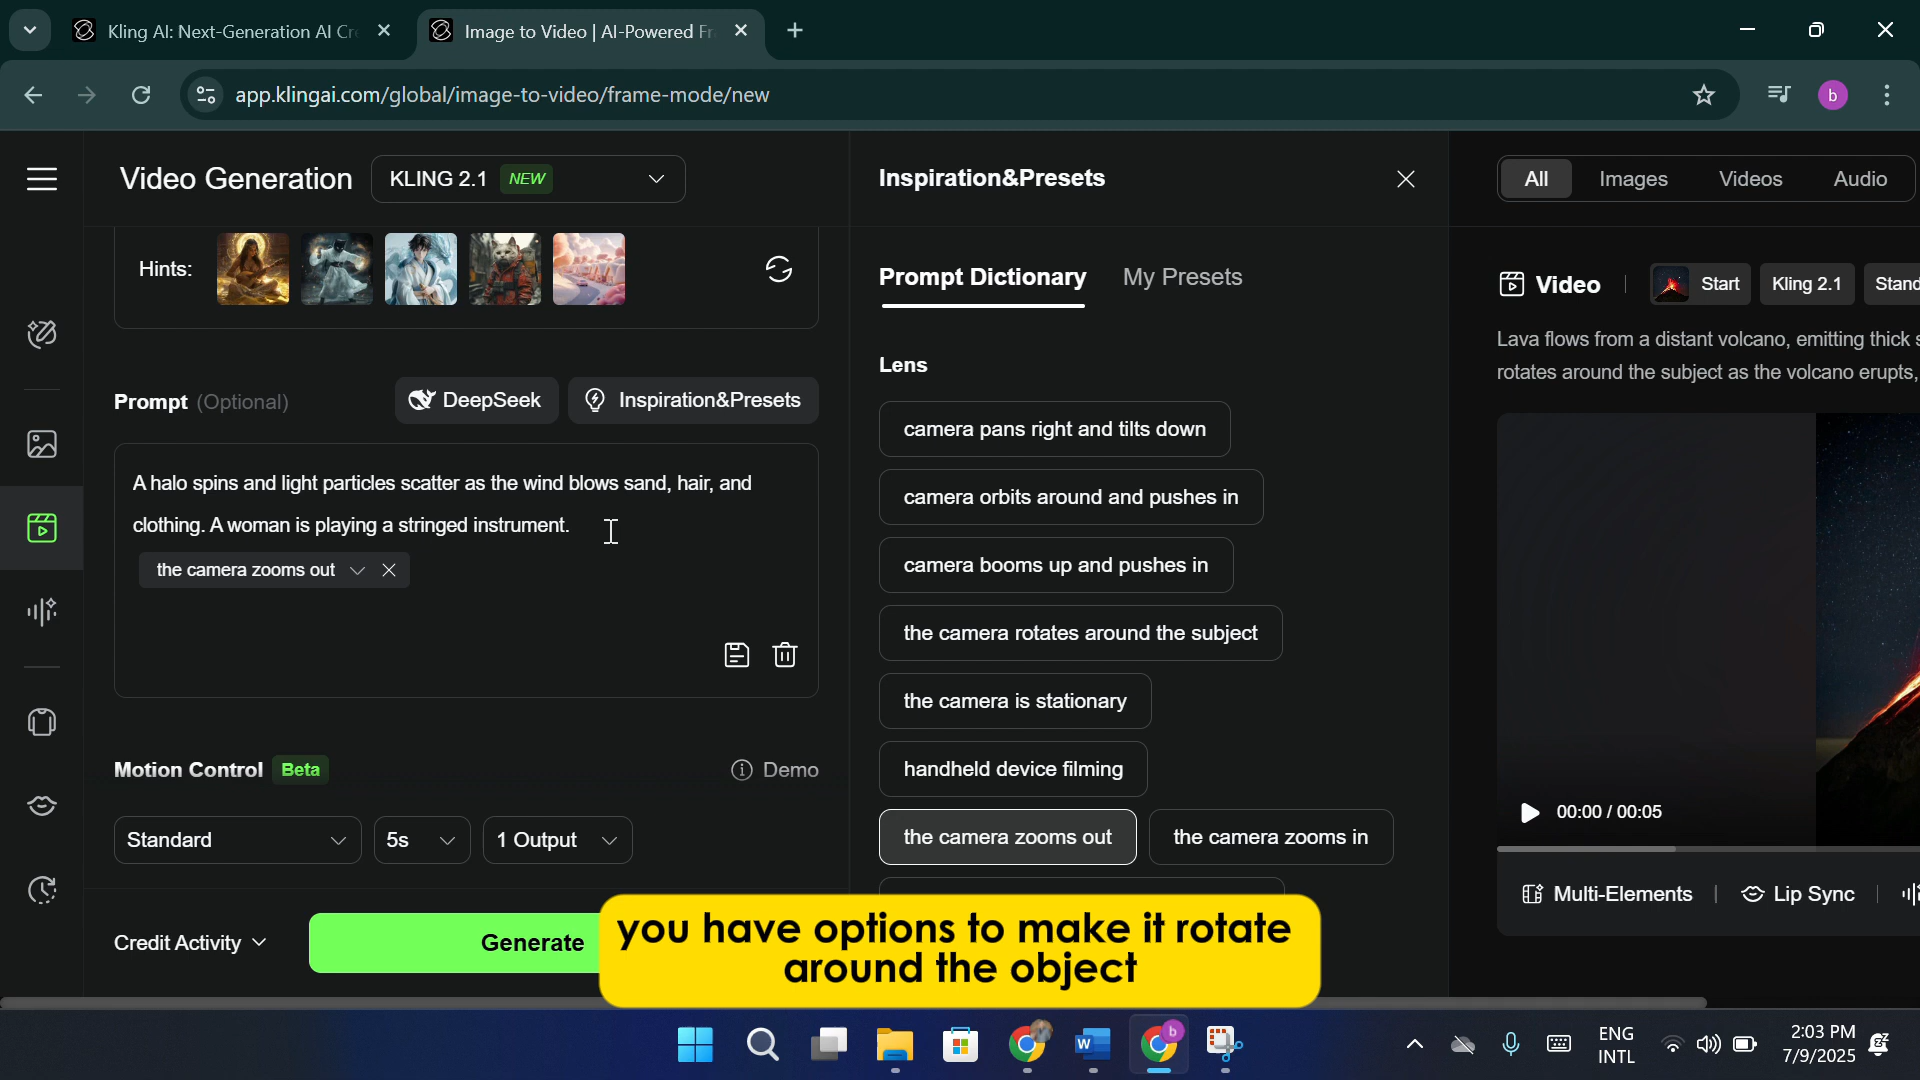 Kling AI: Next-Generation AI Cr
Image to Video | AI-Powered Fr
app.klingai.com/global/image-to-video/frame-mode/new
b
Video Generation
KLING 2.1 NEW
Hints:
Prompt (Optional)
DeepSeek
Inspiration&Presets
A halo spins and light particles scatter as the wind blows sand, hair, and
clothing. A woman is playing a stringed instrument.
the camera zooms out
Motion Control Beta
Demo
Standard
5s
1 Output
Credit Activity
Generate
Inspiration&Presets
Prompt Dictionary
My Presets
Lens
camera pans right and tilts down
camera orbits around and pushes in
camera booms up and pushes in
the camera rotates around the subject
the camera is stationary
handheld device filming
the camera zooms out
the camera zooms in
All
Images
Videos
Audio
Video
Start
Kling 2.1
Stand
Lava flows from a distant volcano, emitting thick s
rotates around the subject as the volcano erupts,
00:00 / 00:05
Multi-Elements
Lip Sync
you have options to make it rotate
around the object
W
b
ENG
INTL
2:03 PM
7/9/2025